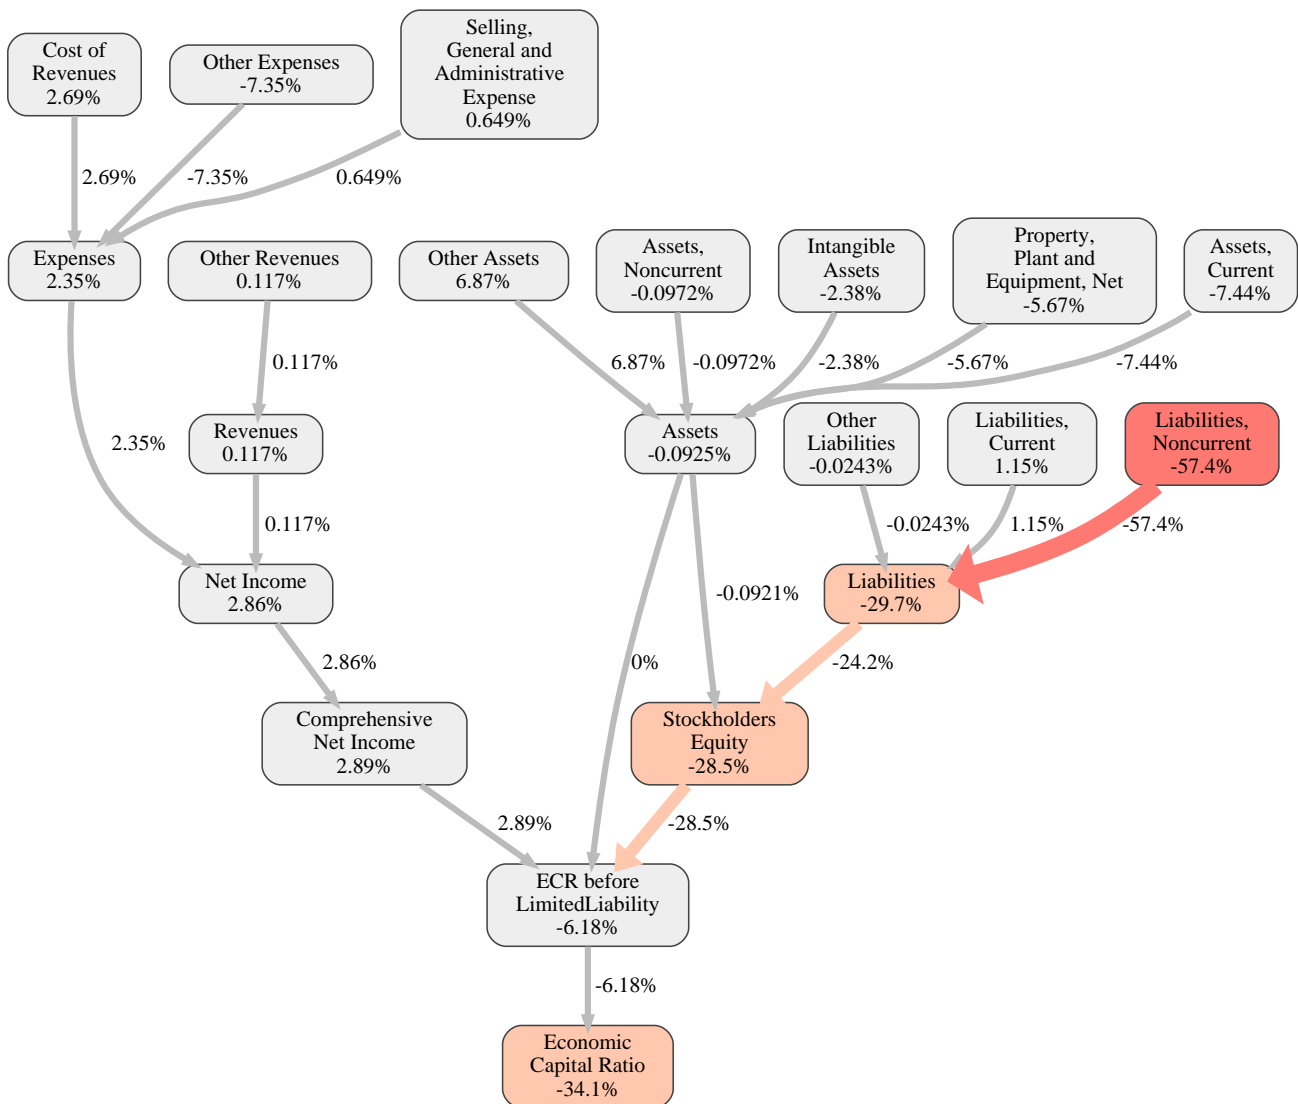 Cost of
Revenues
2.69%
Other Expenses
-7.35%
Selling,
General and
Administrative
Expense
0.649%
2.69%
-7.35%
0.649%
Expenses
2.35%
Other Revenues
0.117%
Other Assets
6.87%
Assets,
Noncurrent
-0.0972%
Intangible
Assets
-2.38%
Property,
Plant and
Equipment, Net
-5.67%
Assets,
Current
-7.44%
0.117%
6.87%
-0.0972%
-2.38%
-5.67%
-7.44%
2.35%
Revenues
0.117%
Assets
-0.0925%
Other
Liabilities
-0.0243%
Liabilities,
Current
1.15%
Liabilities,
Noncurrent
-57.4%
0.117%
-0.0243%
1.15%
-57.4%
Net Income
2.86%
-0.0921%
Liabilities
-29.7%
2.86%
0%
-24.2%
Comprehensive
Net Income
2.89%
Stockholders
Equity
-28.5%
2.89%
-28.5%
ECR before
LimitedLiability
-6.18%
-6.18%
Economic
Capital Ratio
-34.1%